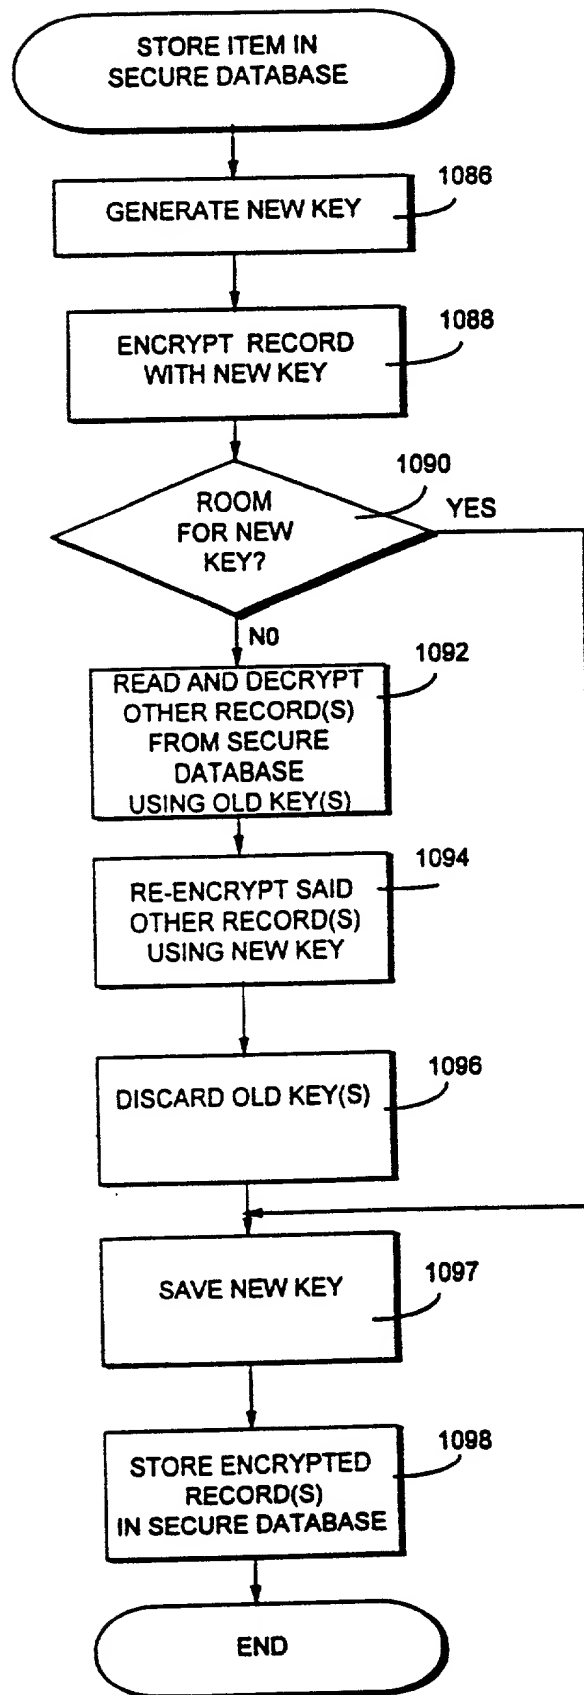 STORE ITEM IN
SECURE DATABASE
1086
GENERATE NEW KEY
1088
ENCRYPT RECORD
WITH NEW KEY
1090
YES
ROOM
FOR NEW
KEY?
NO
1092
READ AND DECRYPT
OTHER RECORD(S)
FROM SECURE
DATABASE
USING OLD KEY(S)
1094
RE-ENCRYPT SAID
OTHER RECORD(S)
USING NEW KEY
1096
DISCARD OLD KEY(S)
1097
SAVE NEW KEY
1098
STORE ENCRYPTED
RECORD(S)
IN SECURE DATABASE
END